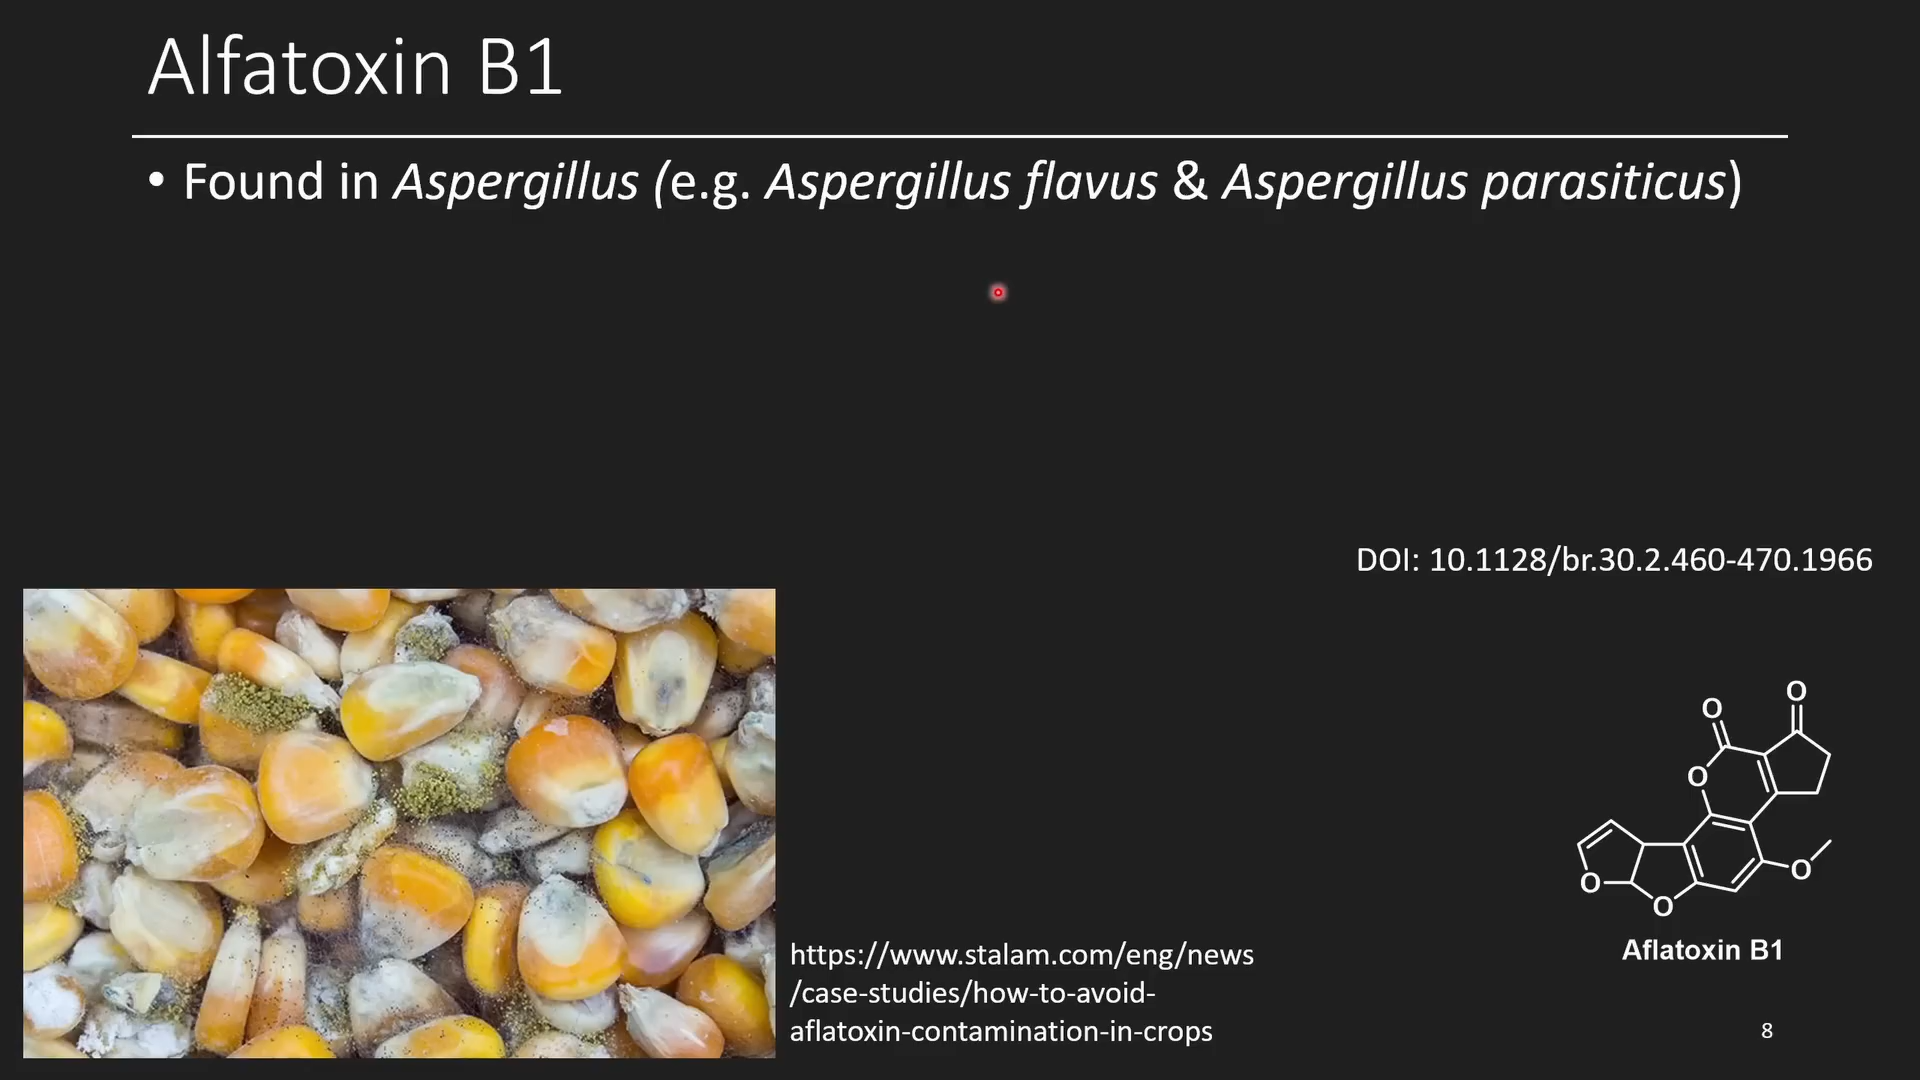 Alfatoxin B1
• Found in Aspergillus (e.g. Aspergillus flavus & Aspergillus parasiticus)
DOI: 10.1128/br.30.2.460-470.1966
O
O
O
O
O
O
Aflatoxin B1
https://www.stalam.com/eng/news
/case-studies/how-to-avoid-
aflatoxin-contamination-in-crops
8